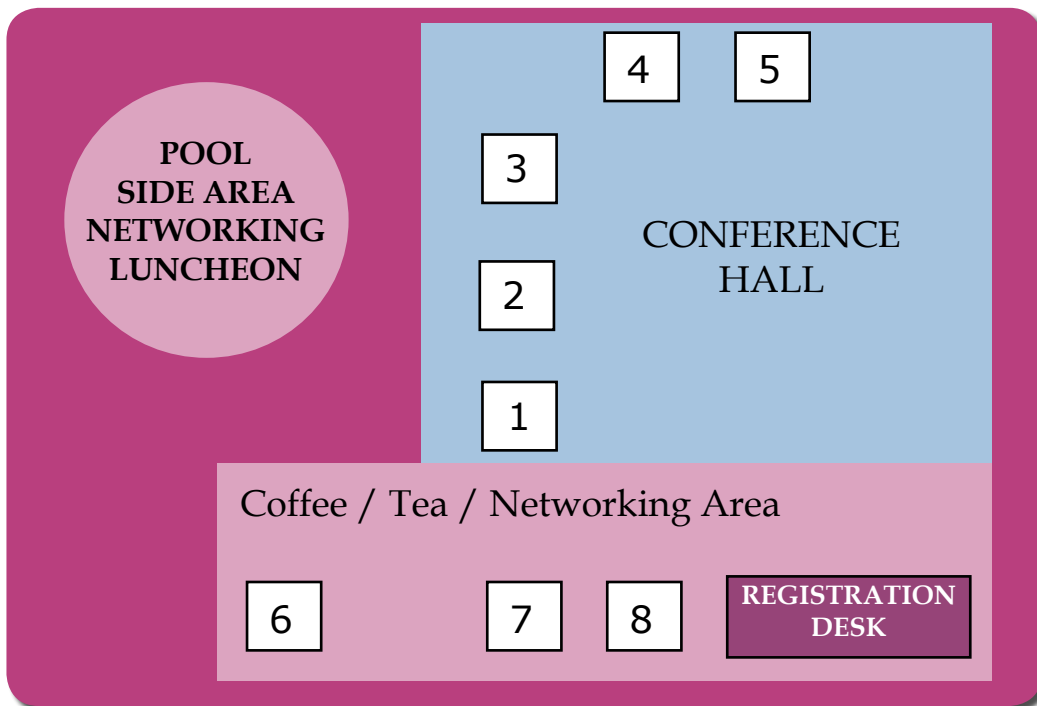 4
5
POOL
SIDE AREA
NETWORKING
LUNCHEON
3
CONFERENCE
HALL
2
1
Coffee / Tea / Networking Area
6
7
8
REGISTRATION
DESK